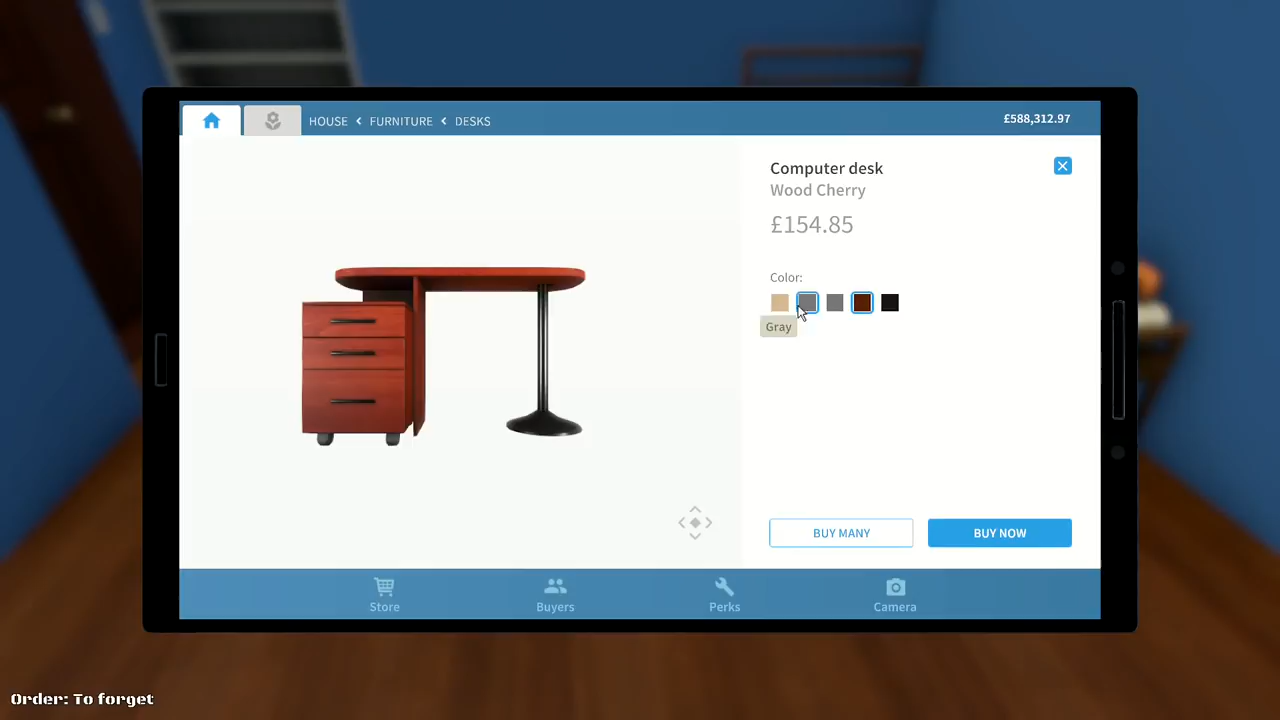 HOUSE < FURNITURE < DESKS
£588,312.97
Computer desk
Wood Cherry
£154.85
Color:
Gray
BUY MANY
BUY NOW
Store
Buyers
Perks
Camera
Order: To forget